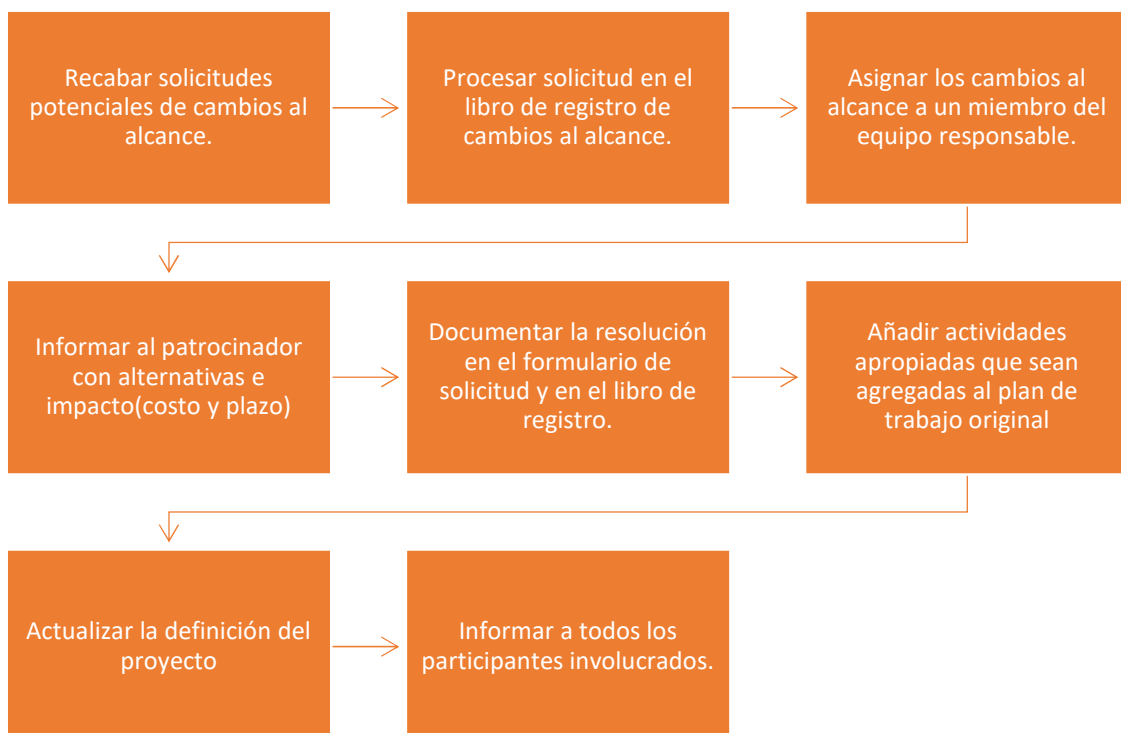 Recabar solicitudes
potenciales de cambios al
alcance.
Procesar solicitud en el
libro de registro de
cambios al alcance.
Asignar los cambios al
alcance a un miembro del
equipo responsable.
Informar al patrocinador
con alternativas e
impacto(costo y plazo)
Documentar la resolución
en el formulario de
solicitud y en el libro de
registro.
Añadir actividades
apropiadas que sean
agregadas al plan de
trabajo original
Actualizar la definición del
proyecto
Informar a todos los
participantes involucrados.